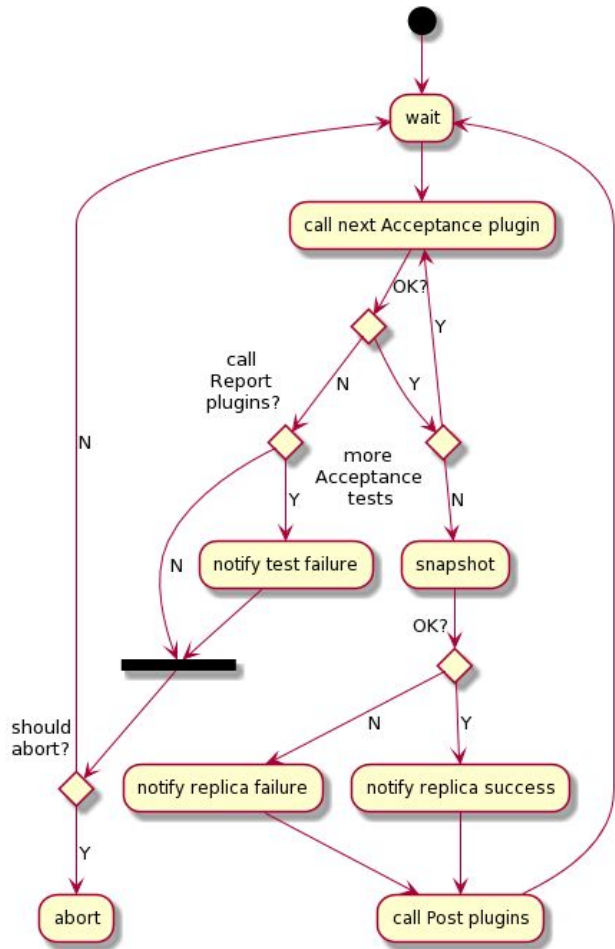 wait
call next Acceptance plugin
OK?
Y
call
Report
plugins?
N
Y
more
Acceptance
tests
N
Y
N
notify test failure
snapshot
N
OK?
should
abort?
N
Y
notify replica failure
notify replica success
Y
abort
call Post plugins